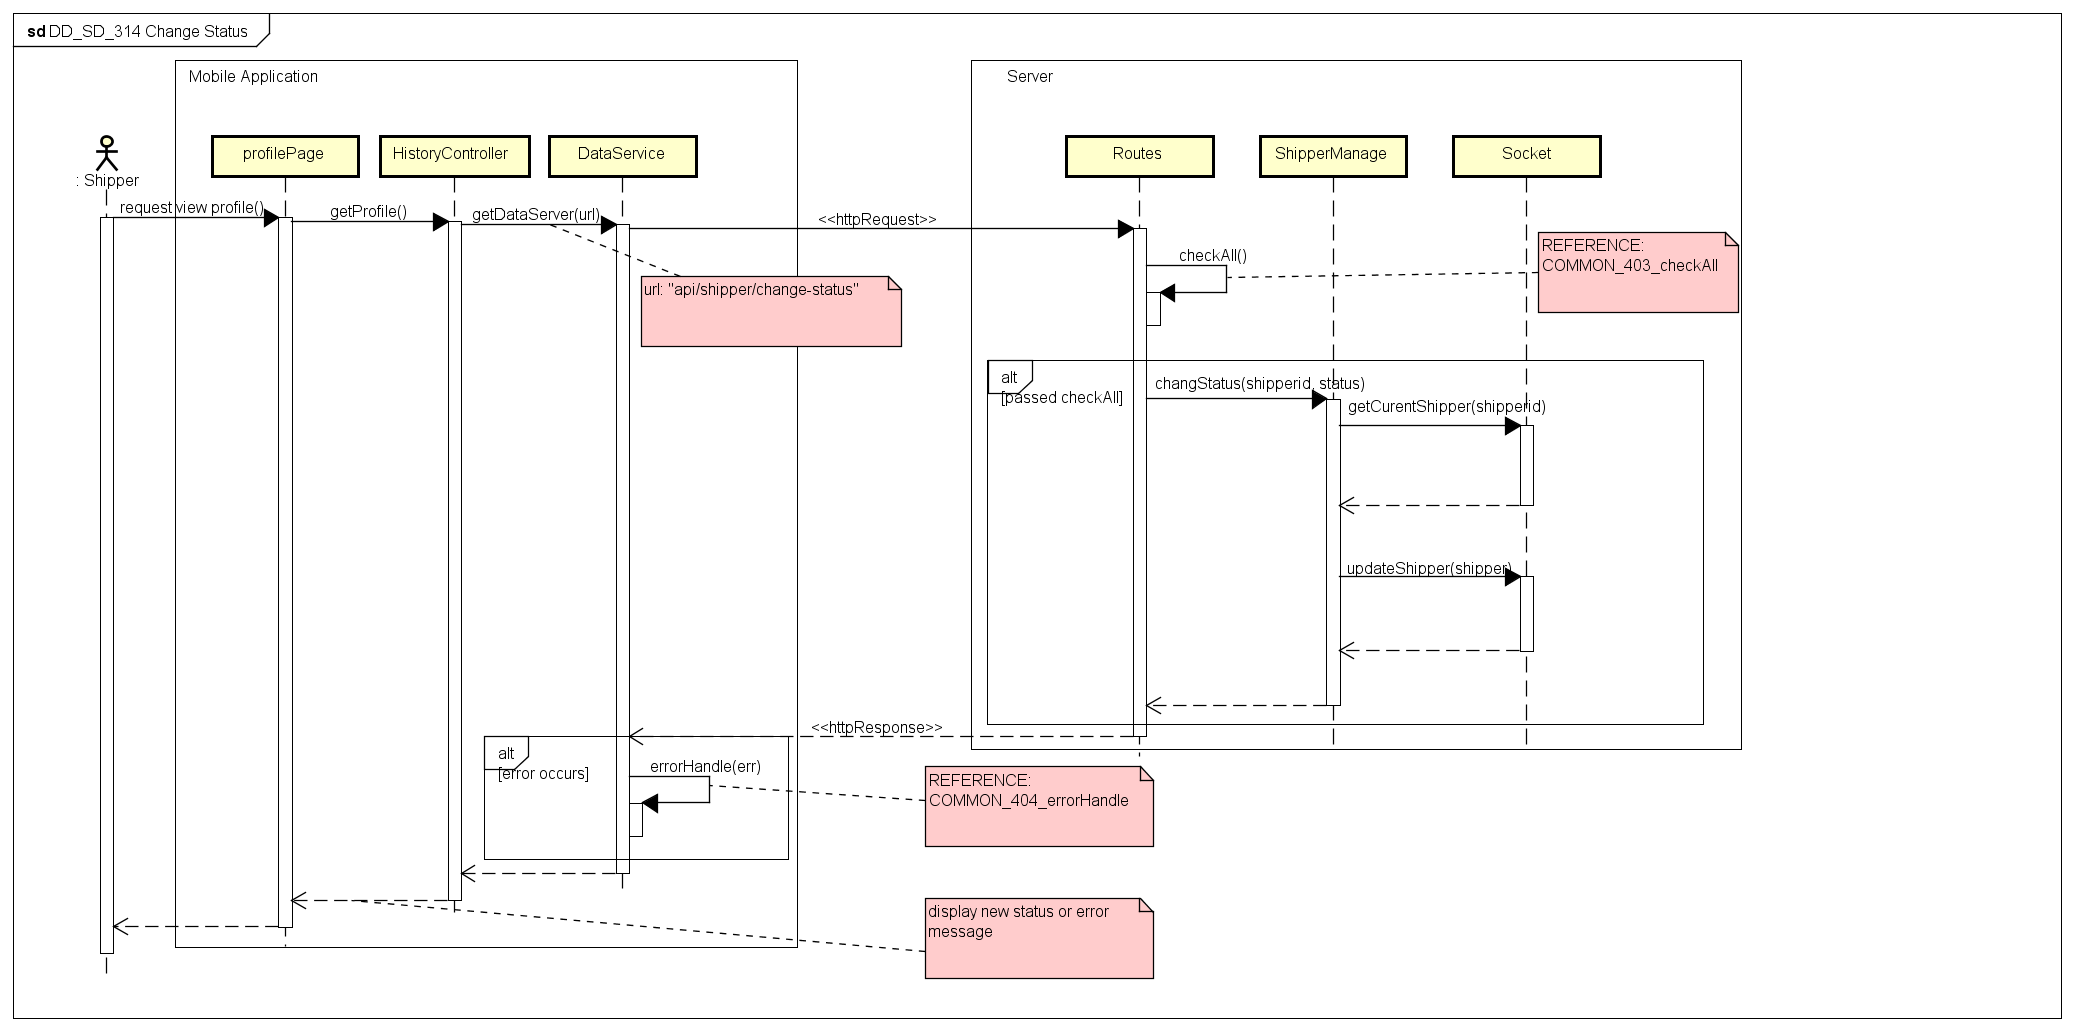 sd DD_SD_314 Change Status
Mobile Application
Server
profilePage
HistoryController
DataService
Routes
ShipperManage
Socket
: Shipper
request view profile()
getProfile()
getDataServer(url)
<<httpRequest>>
checkAll()
REFERENCE:
COMMON_403_checkAll
url: "api/shipper/change-status"
alt
[passed checkAll]
changStatus(shipperid, status)
getCurentShipper(shipperid)
updateShipper(shipper)
<<httpResponse>>
alt
[error occurs]
errorHandle(err)
REFERENCE:
COMMON_404_errorHandle
display new status or error
message